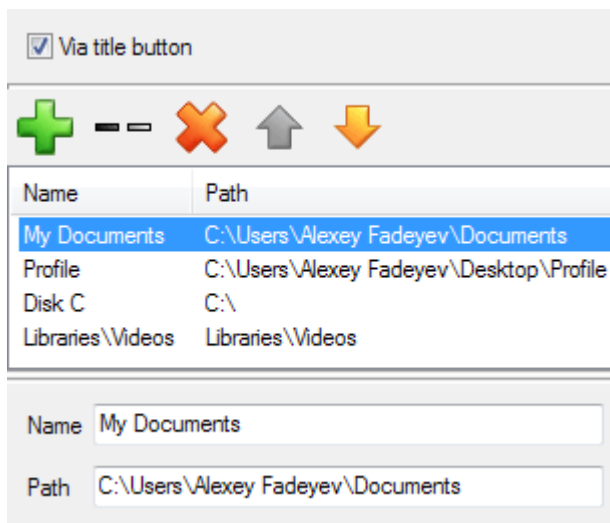 Via title button
Name Path
My Documents C:\Users\Alexey Fadeyev\Documents
Profile C:\Users\Alexey Fadeyev\Desktop\Profile
Disk C C:\
Libraries\Videos Libraries\Videos
Name My Documents
Path C:\Users\Alexey Fadeyev\Documents